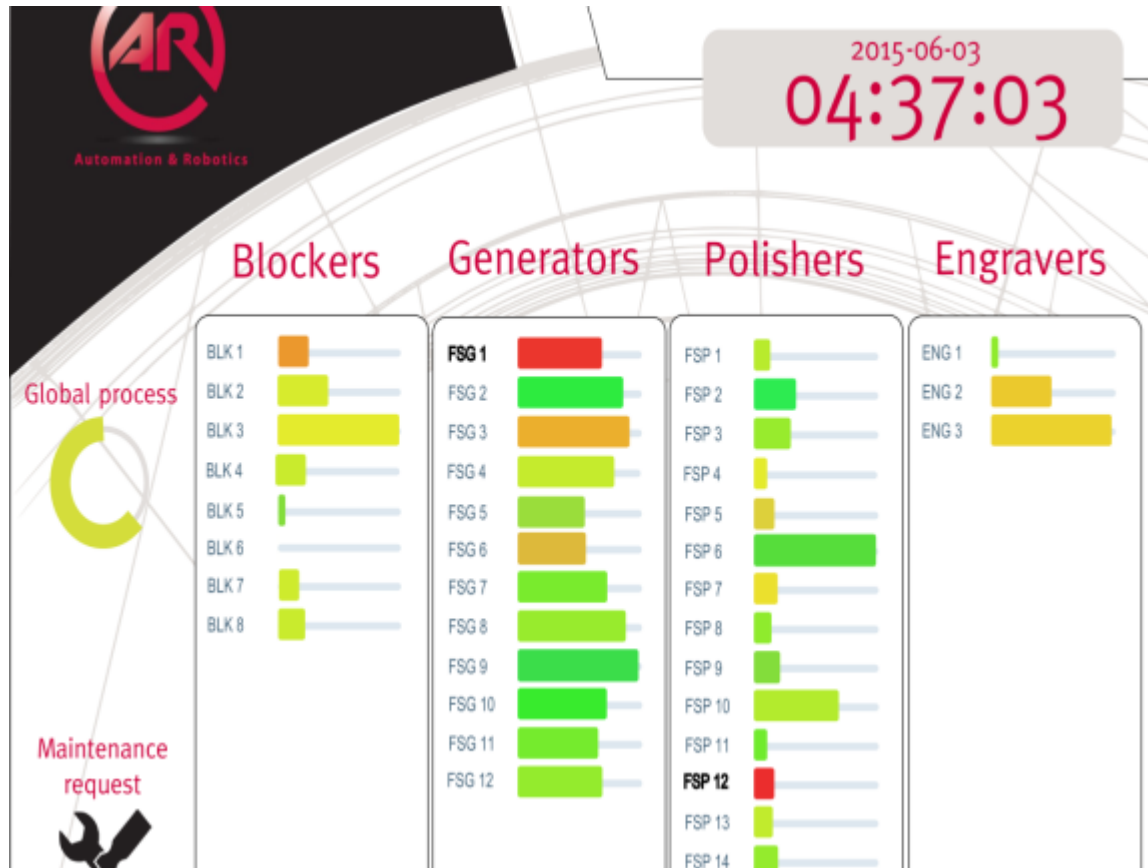 AR
Automation & Robotics
2015-06-03
04:37:03
Blockers
Generators
Polishers
Engravers
Global process
Maintenance
request
BLK 1
BLK 2
BLK 3
BLK 4
BLK 5
BLK 6
BLK 7
BLK 8
FSG 1
FSG 2
FSG 3
FSG 4
FSG 5
FSG 6
FSG 7
FSG 8
FSG 9
FSG 10
FSG 11
FSG 12
FSP 1
FSP 2
FSP 3
FSP 4
FSP 5
FSP 6
FSP 7
FSP 8
FSP 9
FSP 10
FSP 11
FSP 12
FSP 13
FSP 14
ENG 1
ENG 2
ENG 3